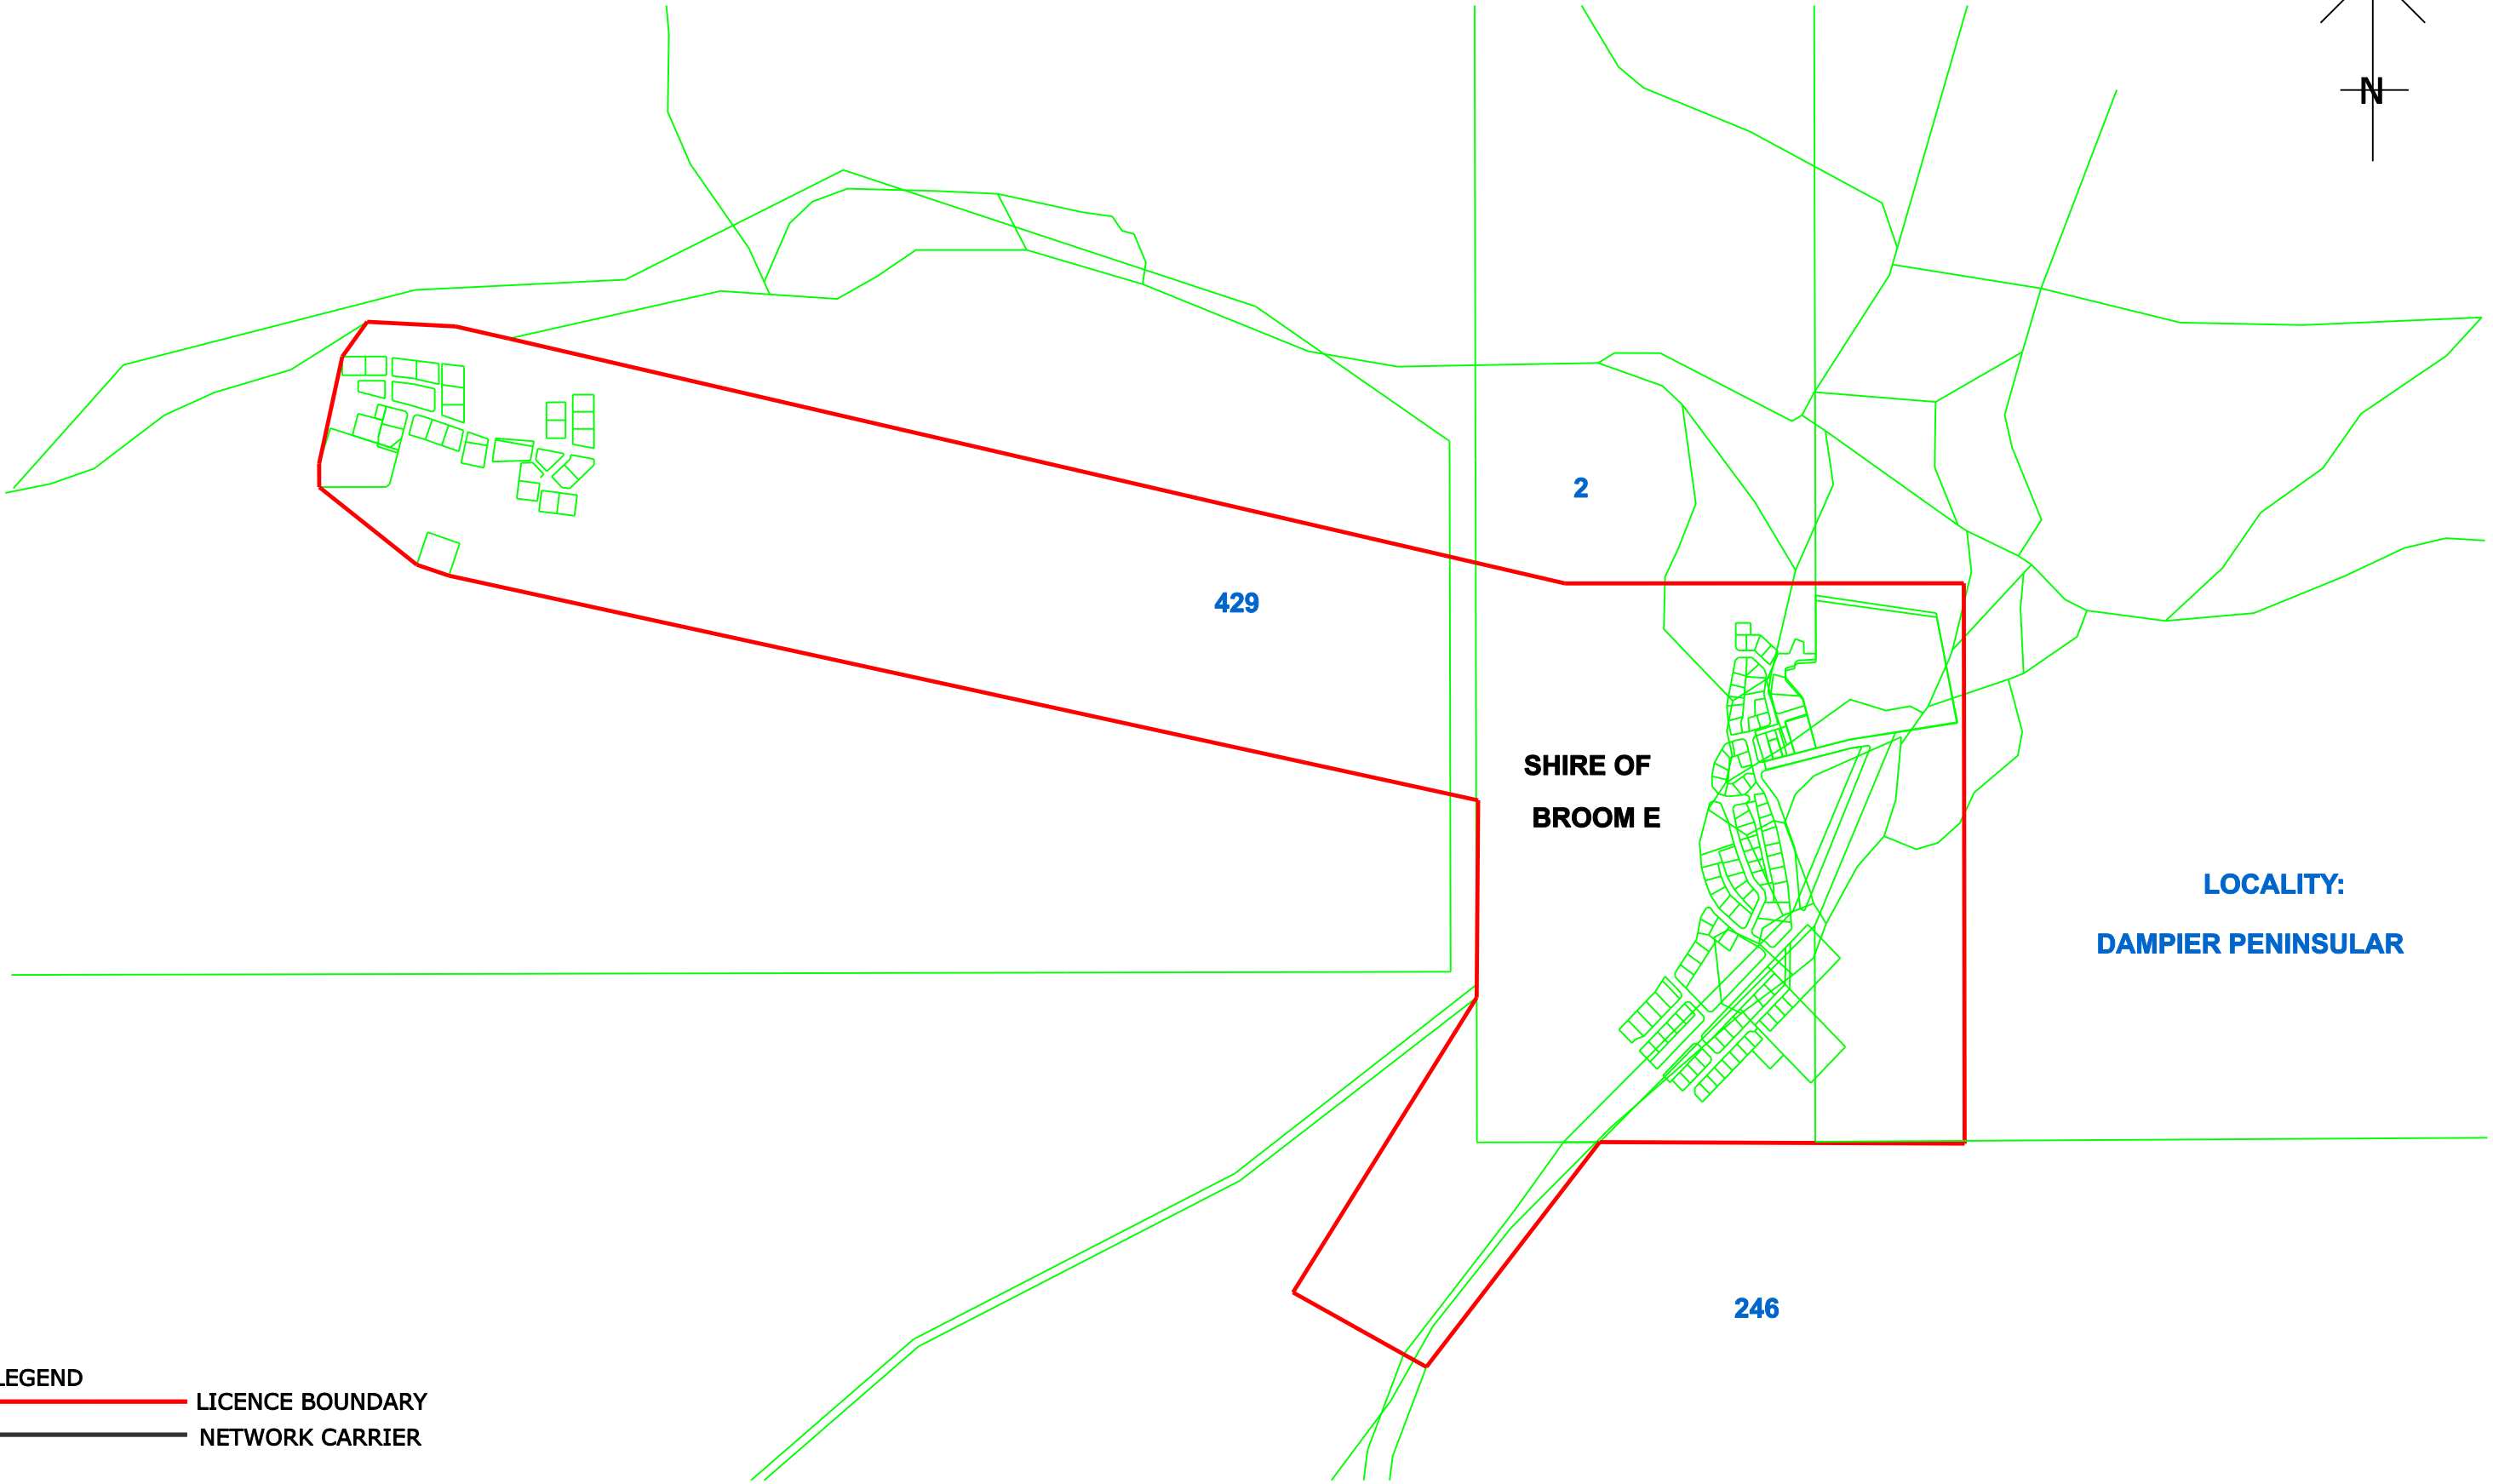 N
2
429
SHIRE OF
BROOM E
LOCALITY:
DAMPIER PENINSULAR
246
LEGEND
LICENCE BOUNDARY
NETWORK CARRIER